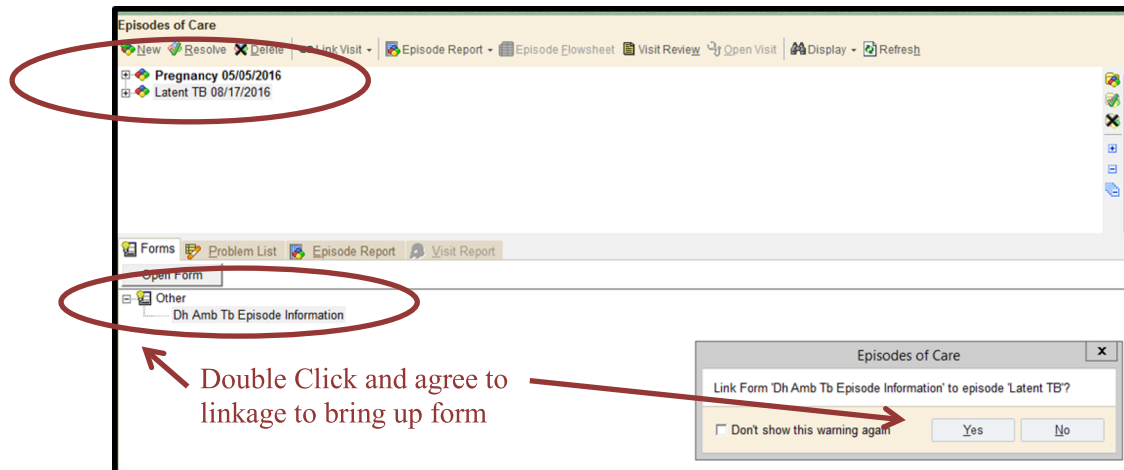 Episodes of Care
New Resolve Delete Link Visit Episode Report Episode Flowsheet Visit Review Open Visit Display Refresh
Pregnancy 05/05/2016
Latent TB 08/17/2016
Forms Problem List Episode Report Visit Report
Open Form
Other
Dh Amb Tb Episode Information
Double Click and agree to
linkage to bring up form
Episodes of Care x
Link Form 'Dh Amb Tb Episode Information' to episode 'Latent TB'?
Don't show this warning again Yes No